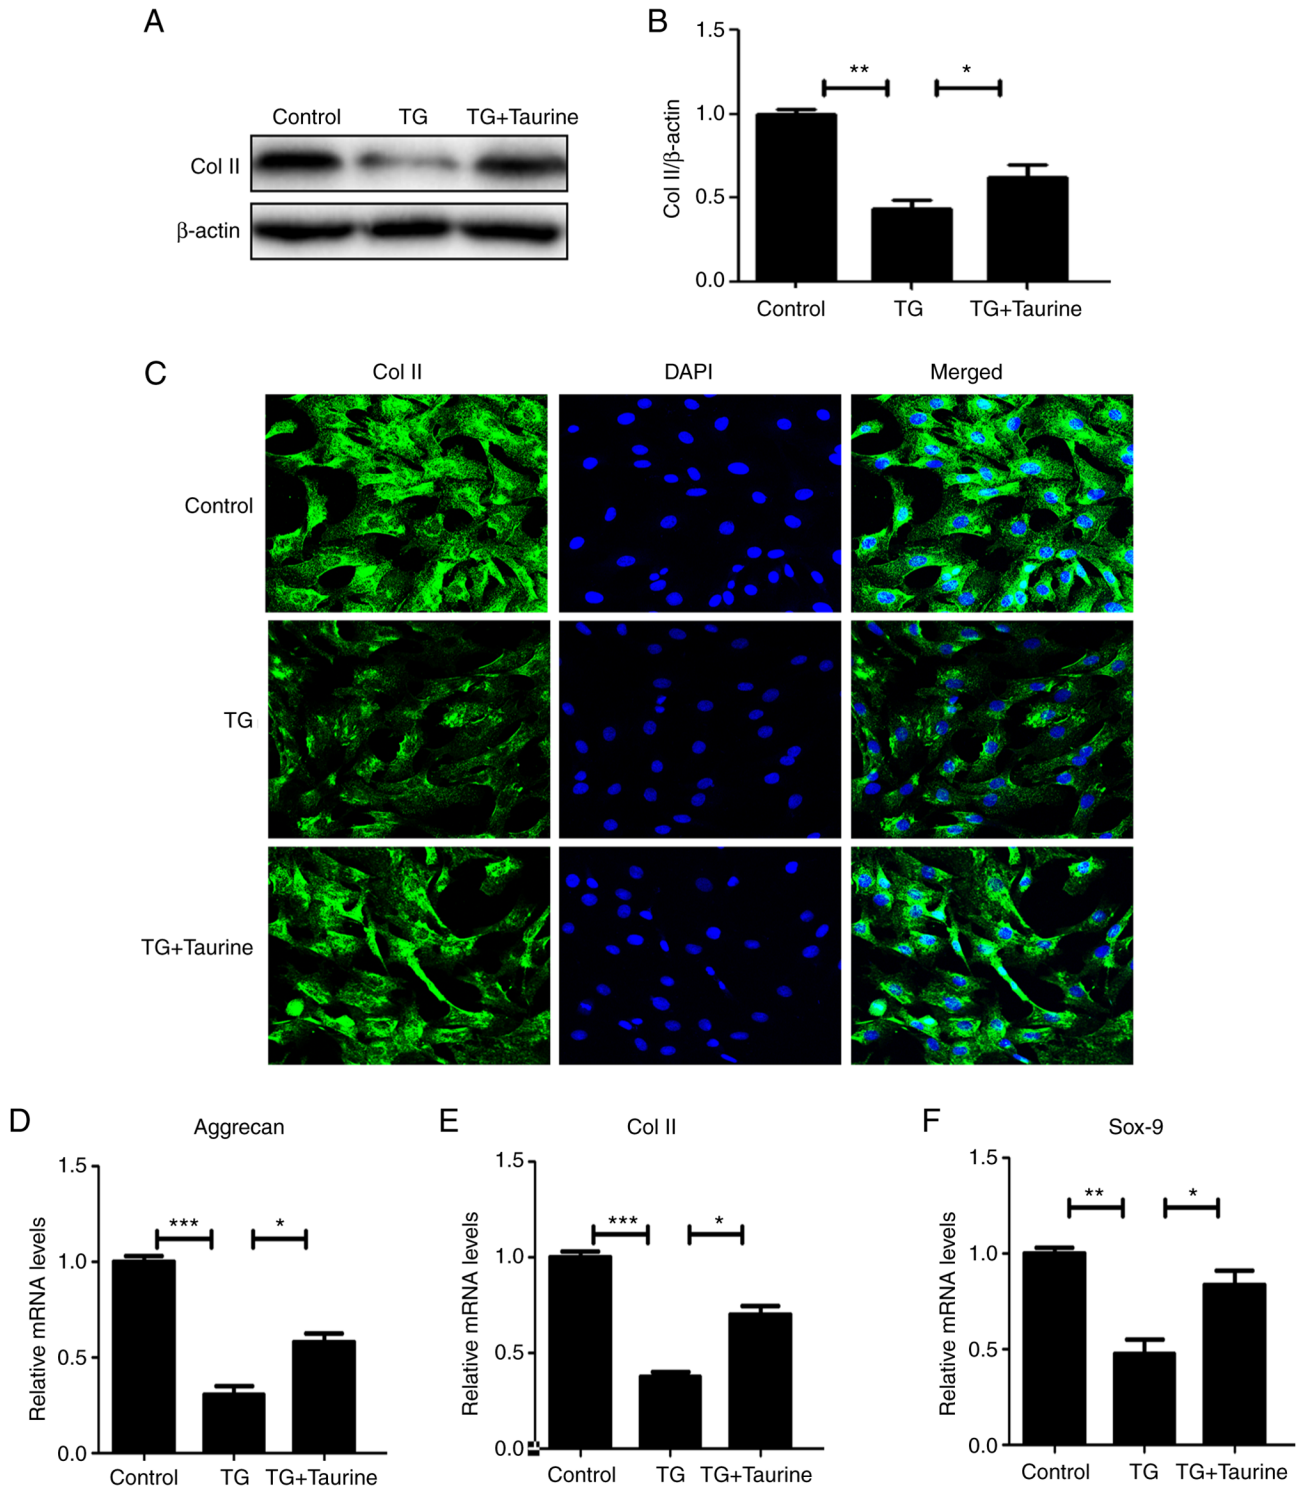 A
Control TG TG+Taurine
Col II
β-actin
B
Col II/β-actin
1.5
1.0
0.5
0.0
** *
Control TG TG+Taurine
C
Col II DAPI Merged
Control
TG
TG+Taurine
D
Aggrecan
Relative mRNA levels
1.5
1.0
0.5
0.0
*** *
Control TG TG+Taurine
E
Col II
Relative mRNA levels
1.5
1.0
0.5
0.0
*** *
Control TG TG+Taurine
F
Sox-9
Relative mRNA levels
1.5
1.0
0.5
0.0
** *
Control TG TG+Taurine